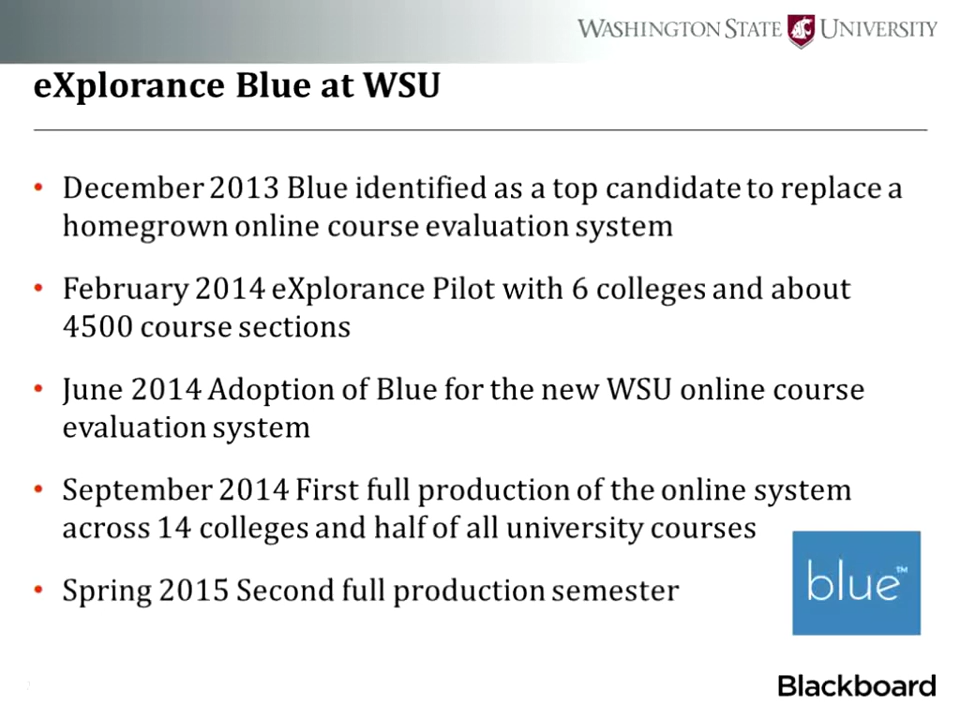 WASHINGTON STATE UNIVERSITY
eXplorance Blue at WSU
• December 2013 Blue identified as a top candidate to replace a
homegrown online course evaluation system
• February 2014 eXplorance Pilot with 6 colleges and about
4500 course sections
• June 2014 Adoption of Blue for the new WSU online course
evaluation system
• September 2014 First full production of the online system
across 14 colleges and half of all university courses
• Spring 2015 Second full production semester
blue™
Blackboard